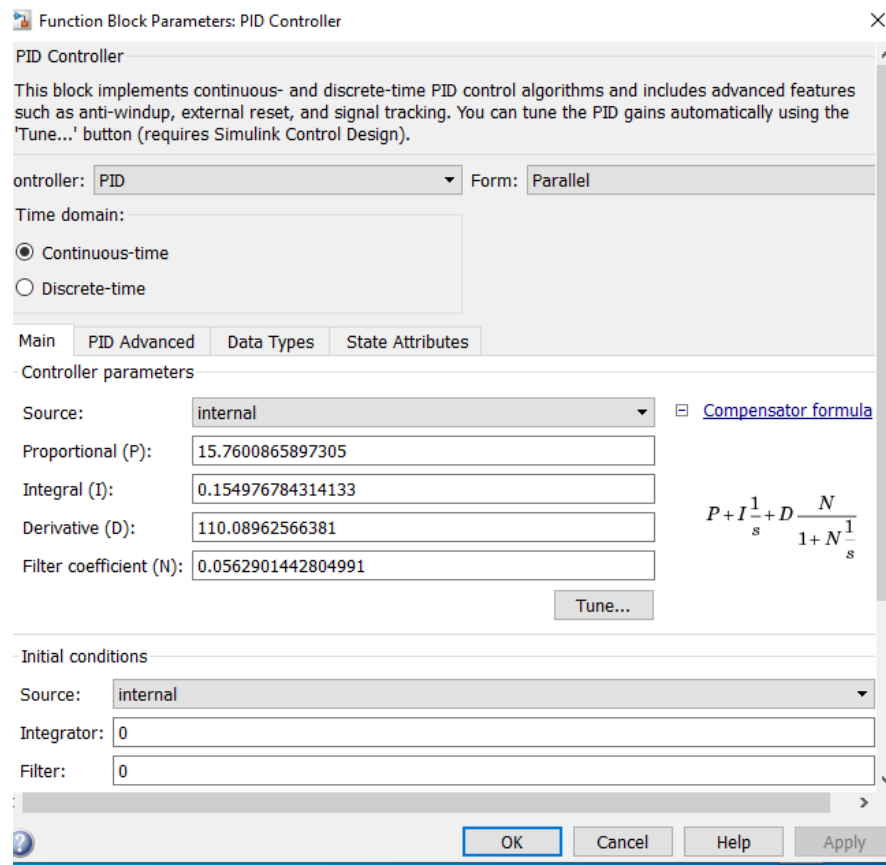 Function Block Parameters: PID Controller
PID Controller
This block implements continuous- and discrete-time PID control algorithms and includes advanced features
such as anti-windup, external reset, and signal tracking. You can tune the PID gains automatically using the
'Tune...' button (requires Simulink Control Design).
ontroller: PID Form: Parallel
Time domain:
Continuous-time
Discrete-time
Main PID Advanced Data Types State Attributes
Controller parameters
Source: internal Compensator formula
Proportional (P): 15.7600865897305
Integral (I): 0.154976784314133
Derivative (D): 110.08962566381
Filter coefficient (N): 0.0562901442804991
P+I 1/s +D N/(1+N 1/s)
Tune...
Initial conditions
Source: internal
Integrator: 0
Filter: 0
OK Cancel Help Apply